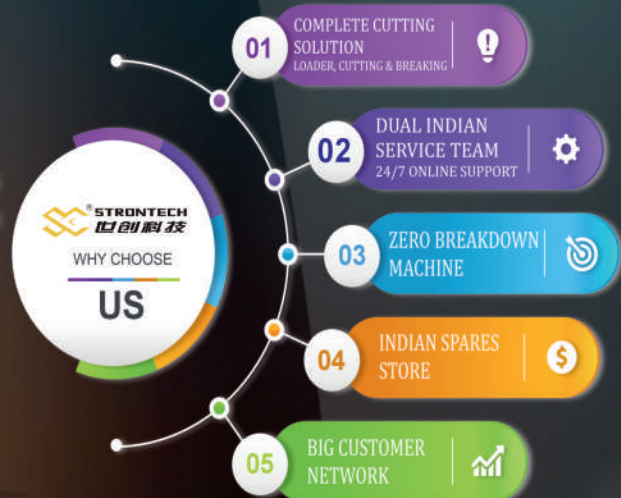 01
COMPLETE CUTTING
SOLUTION
LOADER, CUTTING & BREAKING
02
DUAL INDIAN
SERVICE TEAM
24/7 ONLINE SUPPORT
® STRONTECH
世创科技
WHY CHOOSE
US
03
ZERO BREAKDOWN
MACHINE
04
INDIAN SPARES
STORE
$
05
BIG CUSTOMER
NETWORK